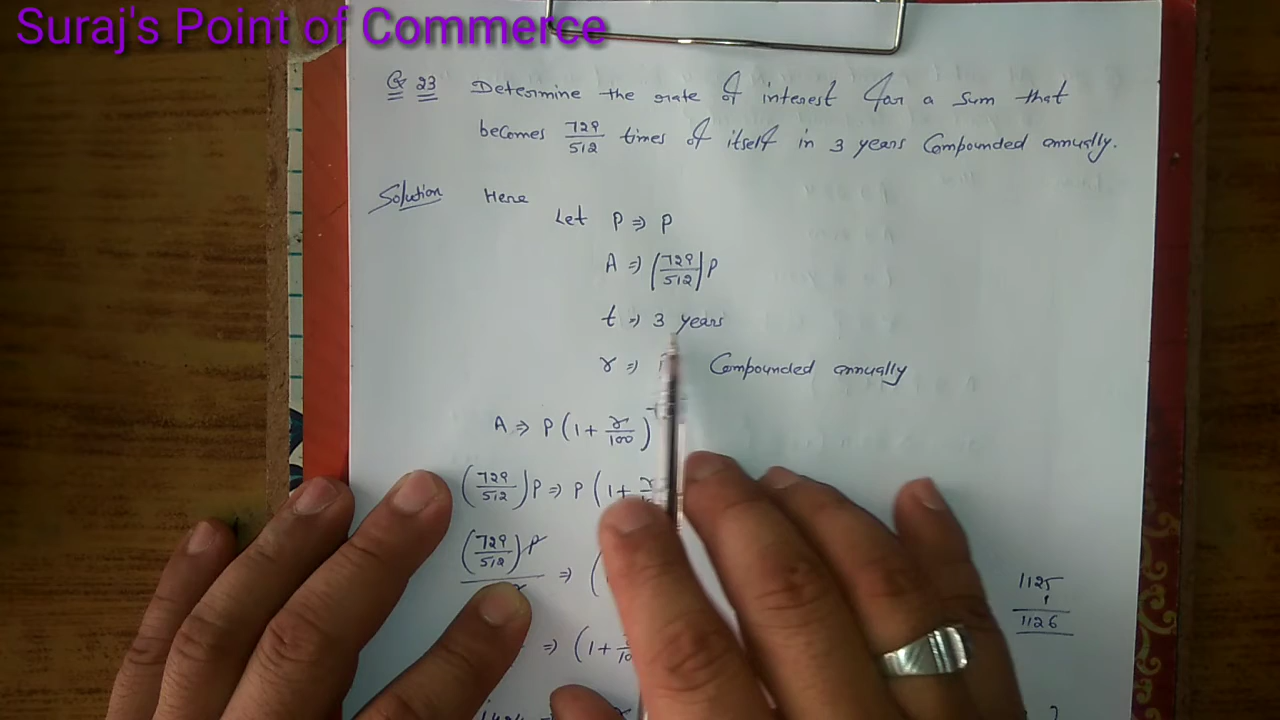 Suraj's Point of Commerce
Q 23 Determine the rate of interest for a sum that
becomes 729/512 times of itself in 3 years Compounded annually.
Solution Here
Let P ⇒ P
A ⇒ (729/512) P
t ⇒ 3 years
r ⇒ Compounded annually
A ⇒ P (1 + r/100)
(729/512) P ⇒ P (1 +
(729/512) P ⇒ (
⇒ (1 +
1125
1
1126